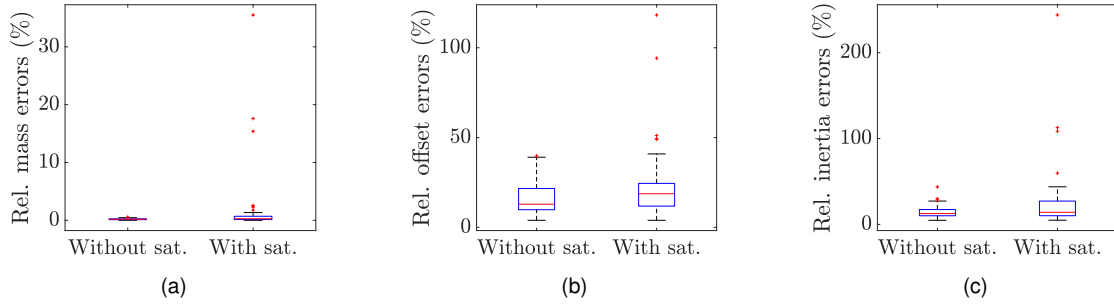 Rel. mass errors (%)
30
20
10
0
Without sat.
With sat.
(a)
Rel. offset errors (%)
100
50
0
Without sat.
With sat.
(b)
Rel. inertia errors (%)
200
100
0
Without sat.
With sat.
(c)